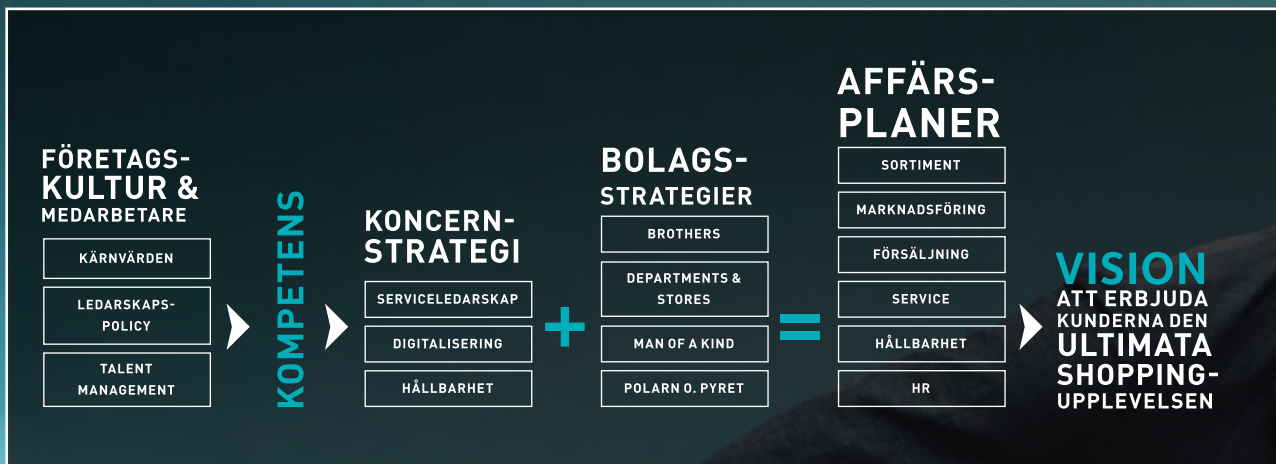 FÖRETAGS-
KULTUR &
MEDARBETARE
KÄRNVÄRDEN
LEDARSKAPS-
POLICY
TALENT
MANAGEMENT
KOMPETENS
KONCERN-
STRATEGI
SERVICELEDARSKAP
DIGITALISERING
HÅLLBARHET
+
BOLAGS-
STRATEGIER
BROTHERS
DEPARTMENTS &
STORES
MAN OF A KIND
POLARN O. PYRET
=
AFFÄRS-
PLANER
SORTIMENT
MARKNADSFÖRING
FÖRSÄLJNING
SERVICE
HÅLLBARHET
HR
VISION
ATT ERBJUDA
KUNDERNA DEN
ULTIMATA
SHOPPING-
UPPLEVELSEN